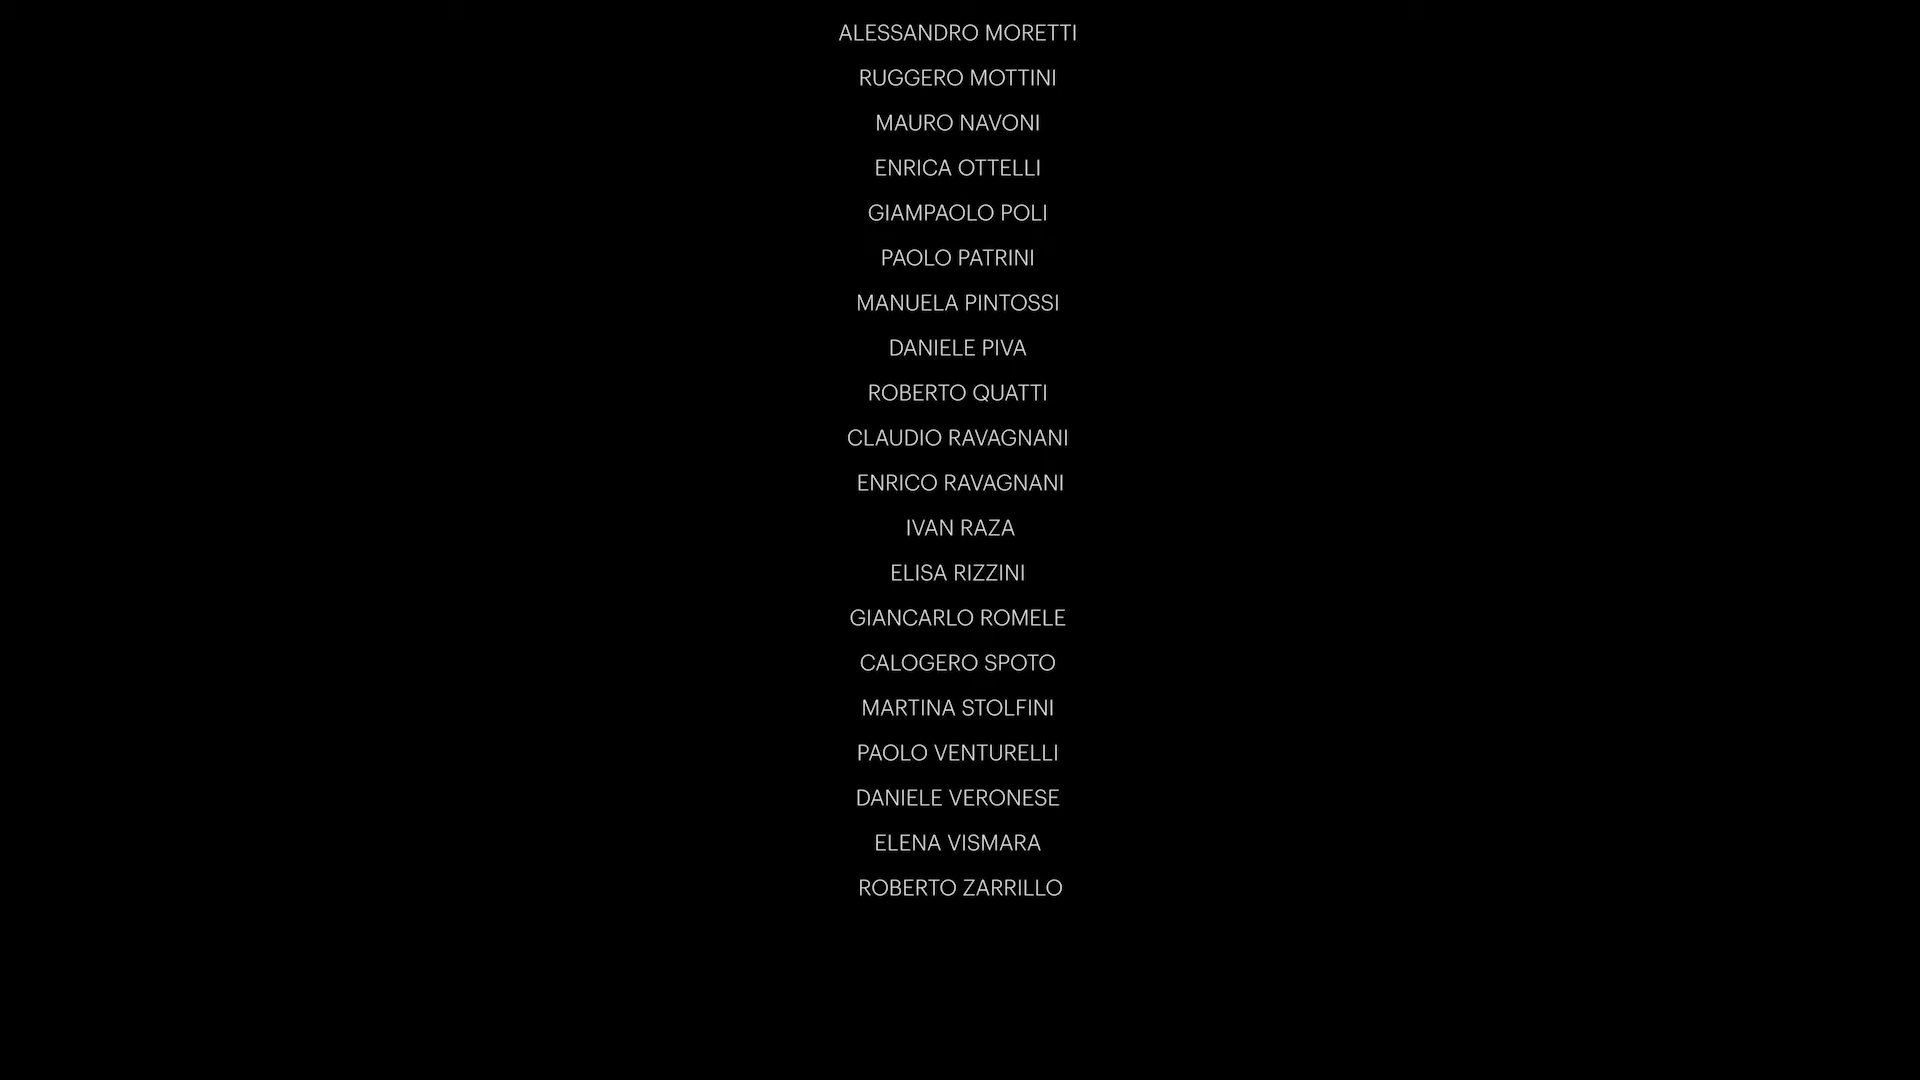 ALESSANDRO MORETTI
RUGGERO MOTTINI
MAURO NAVONI
ENRICA OTTELLI
GIAMPAOLO POLI
PAOLO PATRINI
MANUELA PINTOSSI
DANIELE PIVA
ROBERTO QUATTI
CLAUDIO RAVAGNANI
ENRICO RAVAGNANI
IVAN RAZA
ELISA RIZZINI
GIANCARLO ROMELE
CALOGERO SPOTO
MARTINA STOLFINI
PAOLO VENTURELLI
DANIELE VERONESE
ELENA VISMARA
ROBERTO ZARRILLO